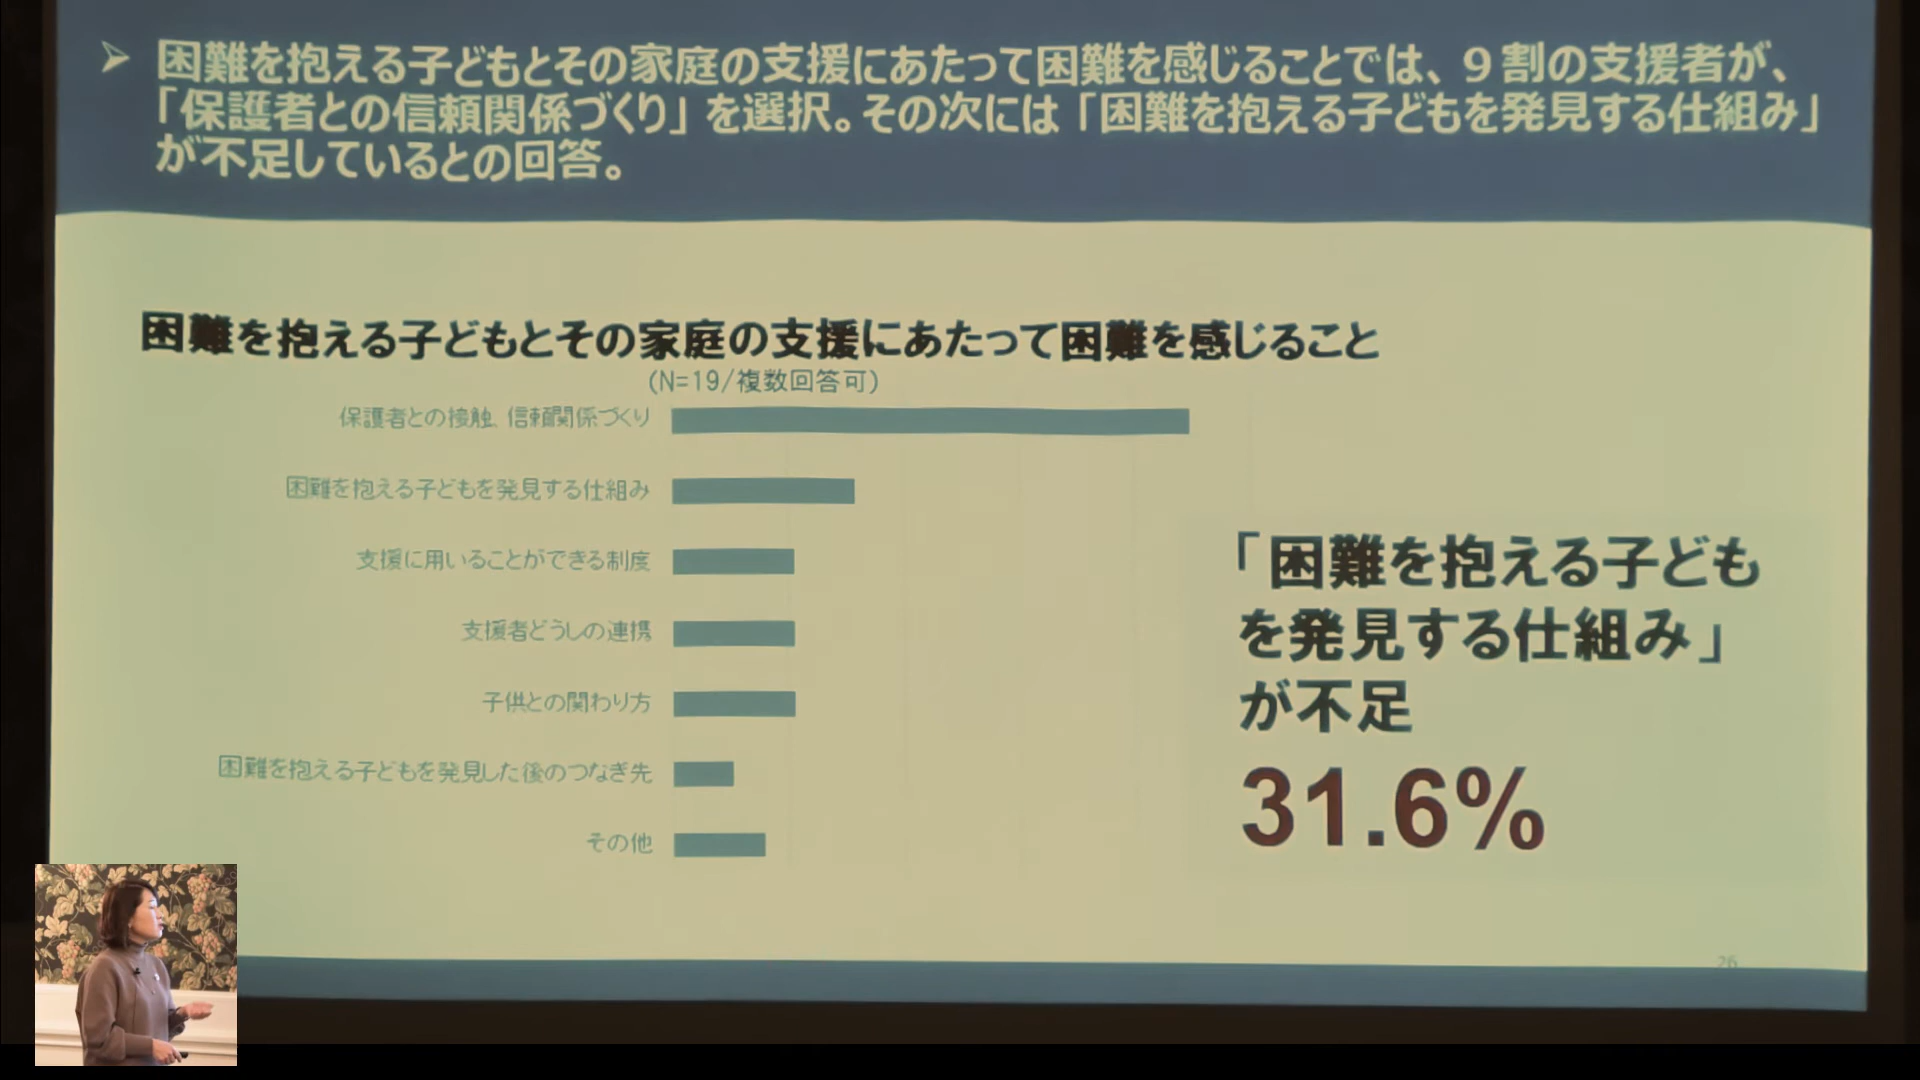 ➤ 困難を抱える子どもとその家庭の支援にあたって困難を感じることでは、９割の支援者が、
「保護者との信頼関係づくり」を選択。その次には「困難を抱える子どもを発見する仕組み」
が不足しているとの回答。
困難を抱える子どもとその家庭の支援にあたって困難を感じること
(N=19/複数回答可)
保護者との接触、信頼関係づくり
困難を抱える子どもを発見する仕組み
支援に用いることができる制度
支援者どうしの連携
子供との関わり方
困難を抱える子どもを発見した後のつなぎ先
その他
「困難を抱える子ども
を発見する仕組み」
が不足
31.6%
26